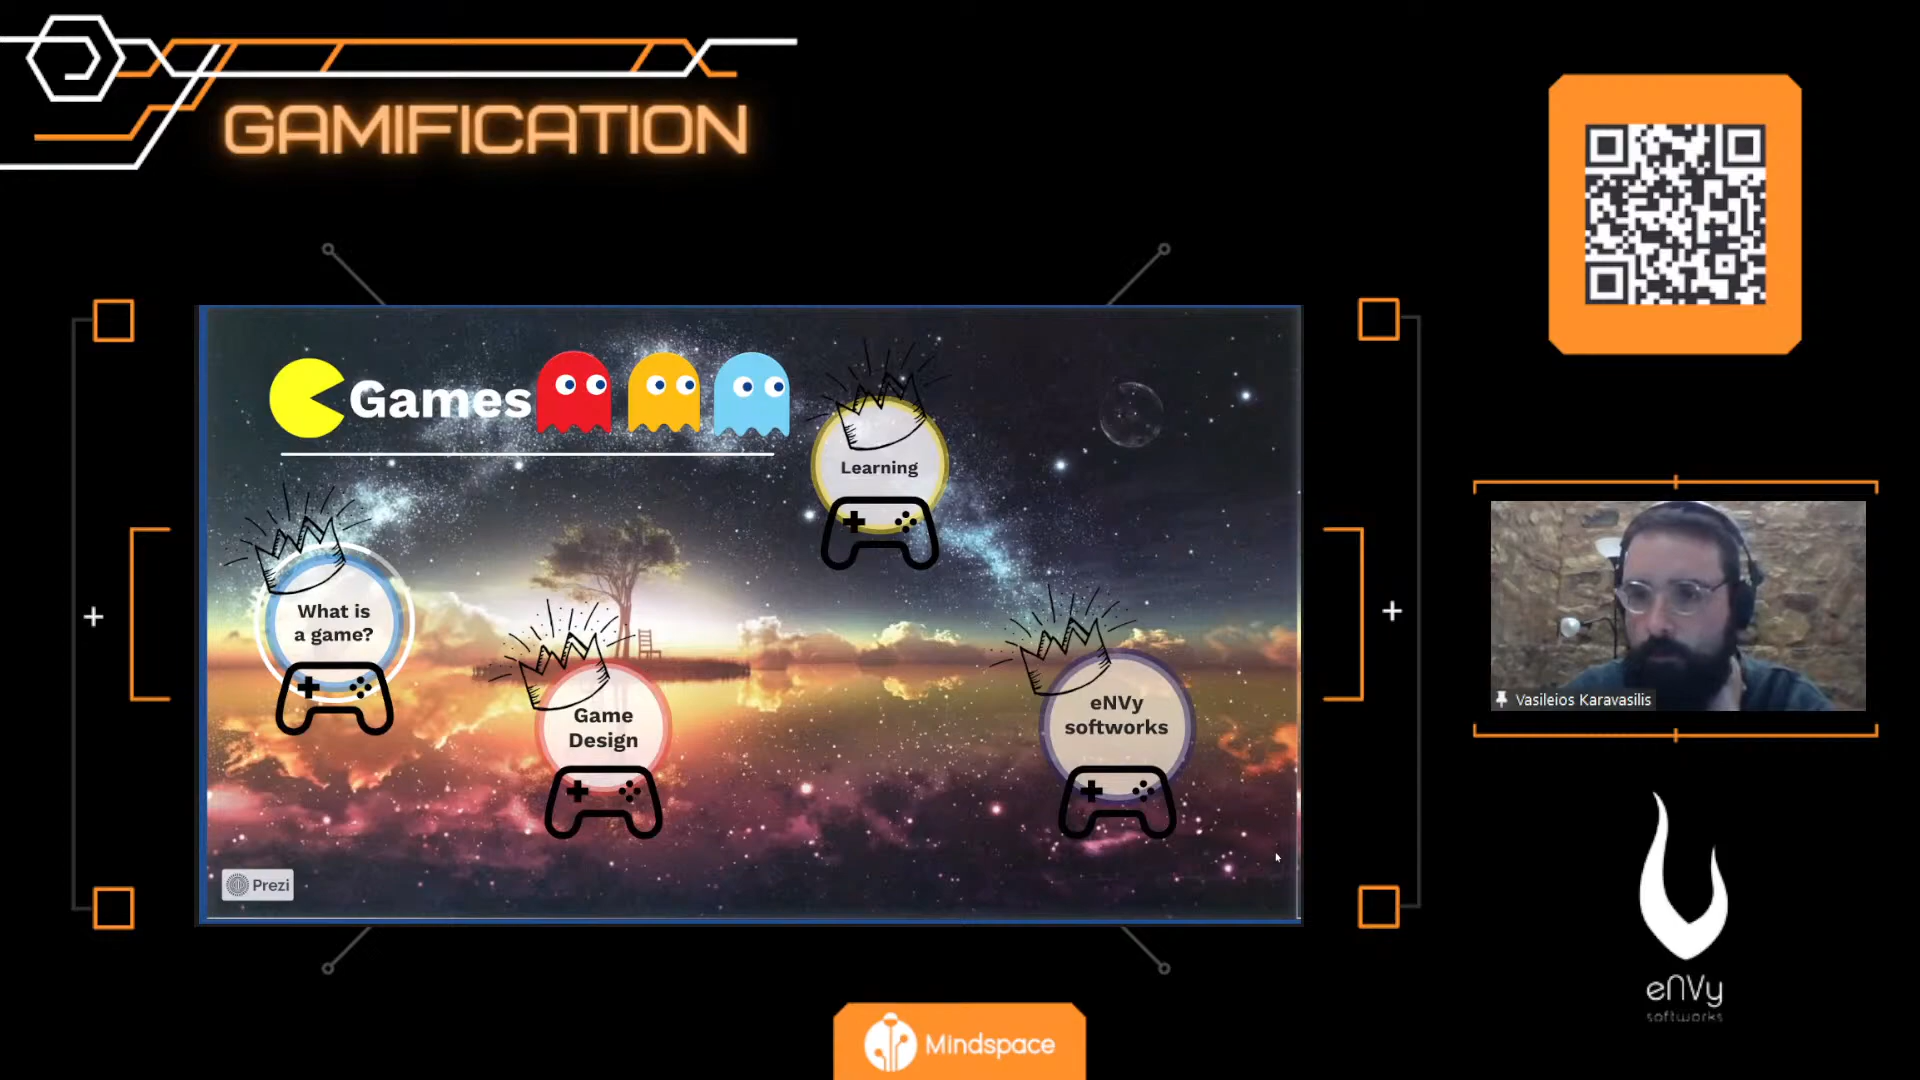 GAMIFICATION
Games
Learning
What is
a game?
Game
Design
eNVy
softworks
Prezi
Vasileios Karavasilis
eNVy
softworks
Mindspace